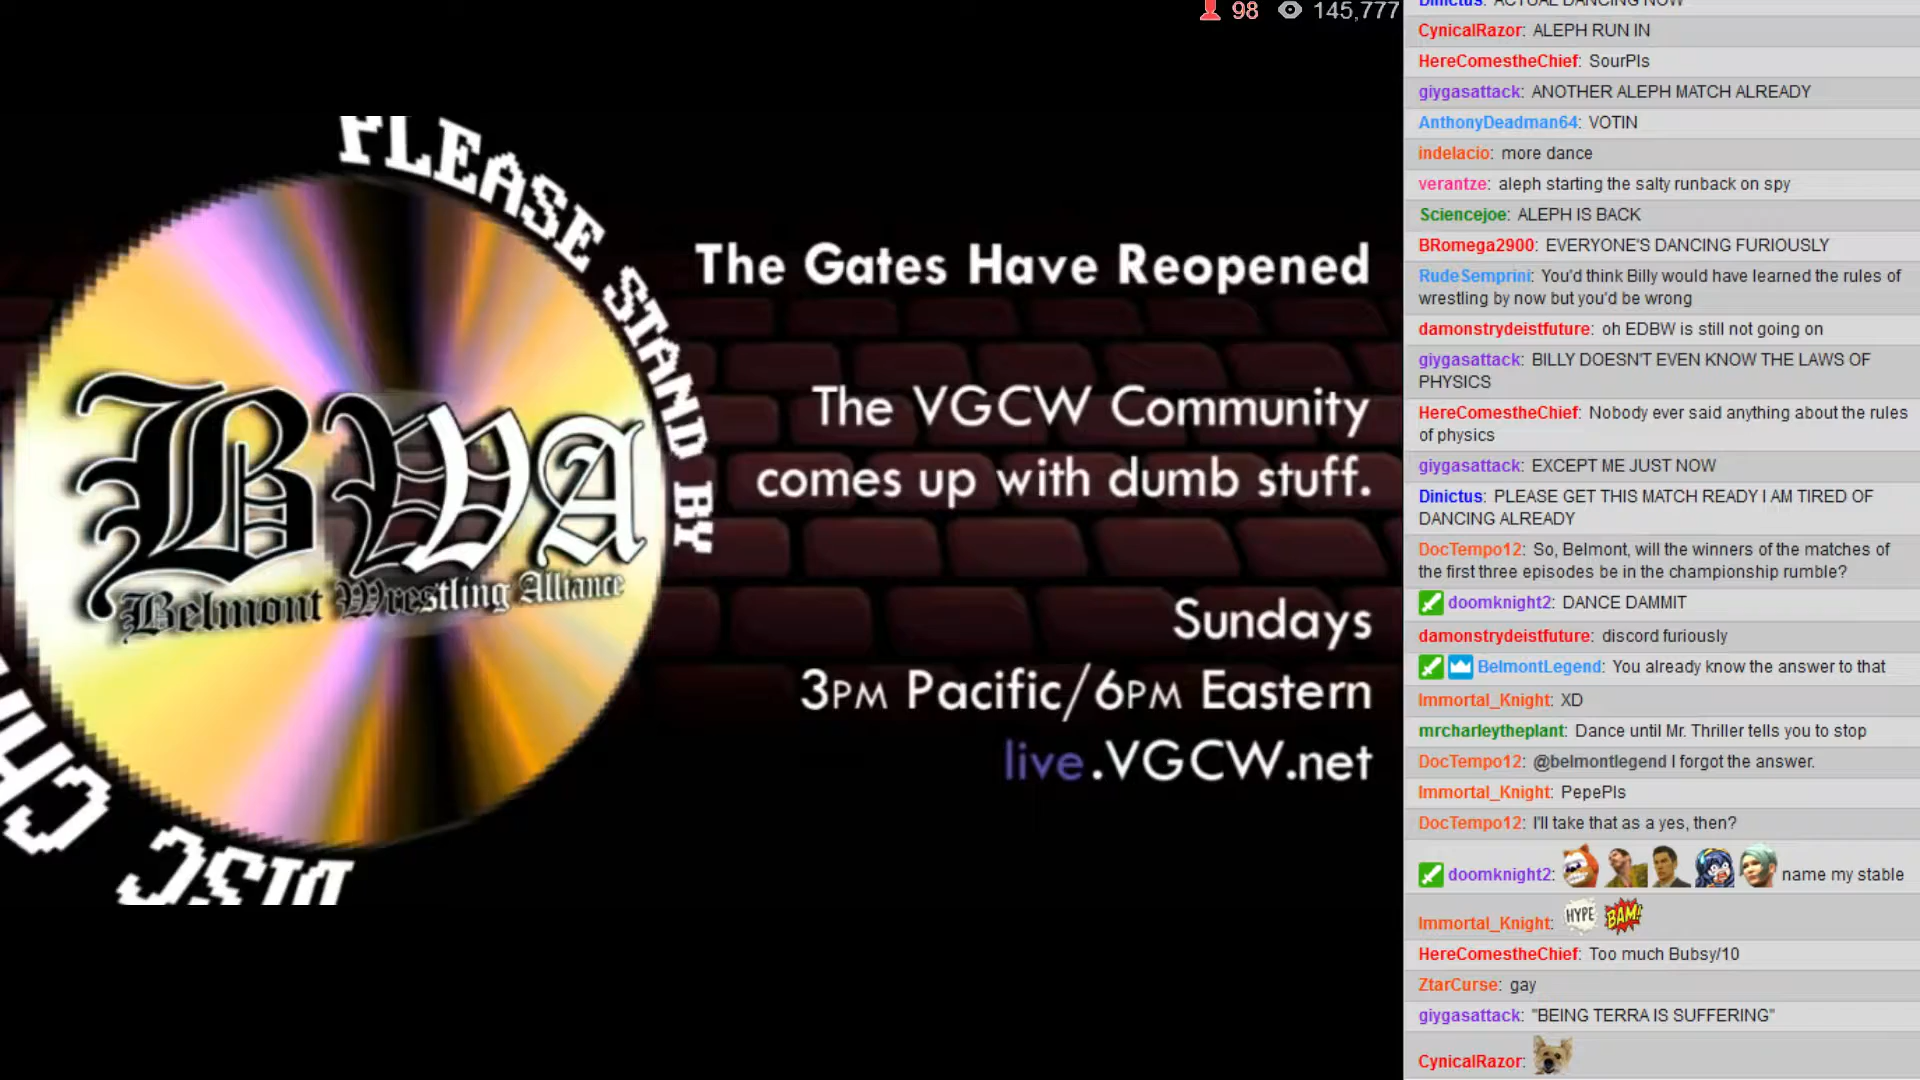 98 145,777
PLEASE STAND BY
BWA
Belmont Wrestling Alliance
DISC
The Gates Have Reopened
The VGCW Community
comes up with dumb stuff.
Sundays
3PM Pacific/6PM Eastern
live.VGCW.net
Dinictus: ACTUAL DANCING NOW
CynicalRazor: ALEPH RUN IN
HereComestheChief: SourPls
giygasattack: ANOTHER ALEPH MATCH ALREADY
AnthonyDeadman64: VOTIN
indelacio: more dance
verantze: aleph starting the salty runback on spy
Sciencejoe: ALEPH IS BACK
BRomega2900: EVERYONE'S DANCING FURIOUSLY
RudeSemprini: You'd think Billy would have learned the rules of
wrestling by now but you'd be wrong
damonstrydeistfuture: oh EDBW is still not going on
giygasattack: BILLY DOESN'T EVEN KNOW THE LAWS OF
PHYSICS
HereComestheChief: Nobody ever said anything about the rules
of physics
giygasattack: EXCEPT ME JUST NOW
Dinictus: PLEASE GET THIS MATCH READY I AM TIRED OF
DANCING ALREADY
DocTempo12: So, Belmont, will the winners of the matches of
the first three episodes be in the championship rumble?
doomknight2: DANCE DAMMIT
damonstrydeistfuture: discord furiously
BelmontLegend: You already know the answer to that
Immortal_Knight: XD
mrcharleytheplant: Dance until Mr. Thriller tells you to stop
DocTempo12: @belmontlegend I forgot the answer.
Immortal_Knight: PepePls
DocTempo12: I'll take that as a yes, then?
doomknight2: name my stable
Immortal_Knight: HYPE BAM!
HereComestheChief: Too much Bubsy/10
ZtarCurse: gay
giygasattack: "BEING TERRA IS SUFFERING"
CynicalRazor: